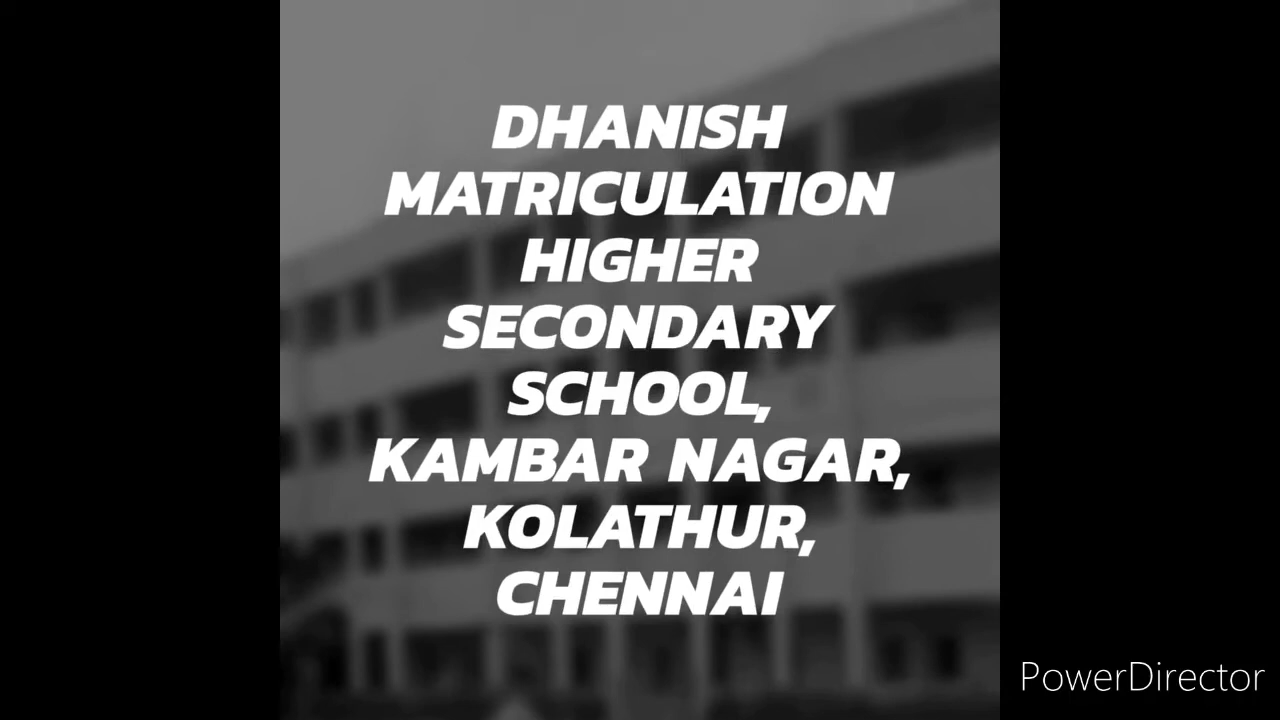 DHANISH
MATRICULATION
HIGHER
SECONDARY
SCHOOL,
KAMBAR NAGAR,
KOLATHUR,
CHENNAI
PowerDirector